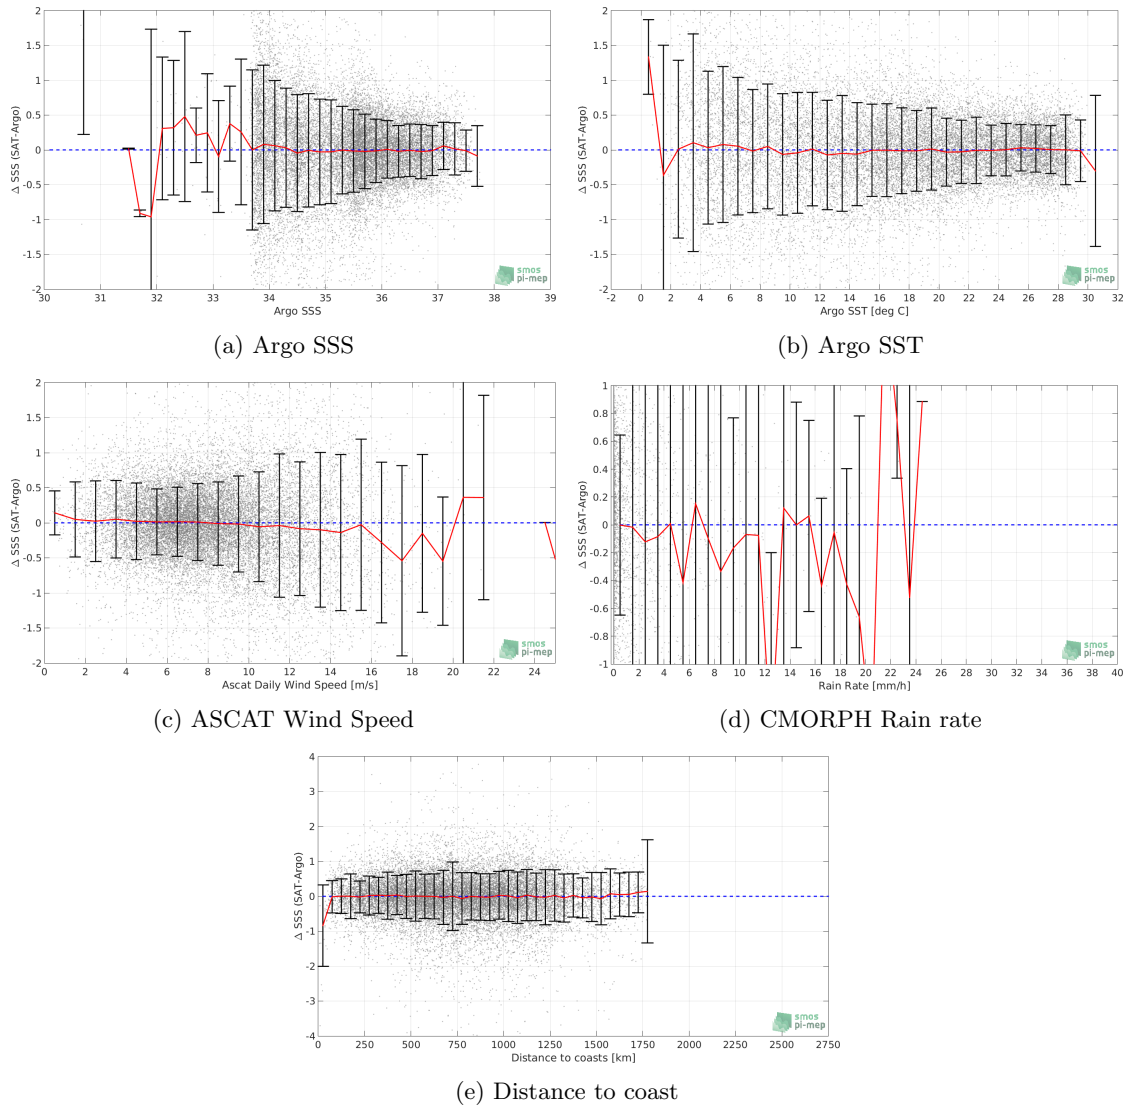 2
1.5
1
0.5
0
-0.5
-1
-1.5
-2
Δ SSS (SAT-Argo)
30 31 32 33 34 35 36 37 38 39
Argo SSS
smos
pi-mep
(a) Argo SSS
2
1.5
1
0.5
0
-0.5
-1
-1.5
-2
Δ SSS (SAT-Argo)
-2 0 2 4 6 8 10 12 14 16 18 20 22 24 26 28 30 32
Argo SST [deg C]
smos
pi-mep
(b) Argo SST
2
1.5
1
0.5
0
-0.5
-1
-1.5
-2
Δ SSS (SAT-Argo)
0 2 4 6 8 10 12 14 16 18 20 22 24
Ascat Daily Wind Speed [m/s]
smos
pi-mep
(c) ASCAT Wind Speed
1
0.8
0.6
0.4
0.2
0
-0.2
-0.4
-0.6
-0.8
-1
Δ SSS (SAT-Argo)
0 2 4 6 8 10 12 14 16 18 20 22 24 26 28 30 32 34 36 38 40
Rain Rate [mm/h]
smos
pi-mep
(d) CMORPH Rain rate
4
3
2
1
0
-1
-2
-3
-4
Δ SSS (SAT-Argo)
0 250 500 750 1000 1250 1500 1750 2000 2250 2500 2750
Distance to coasts [km]
smos
pi-mep
(e) Distance to coast